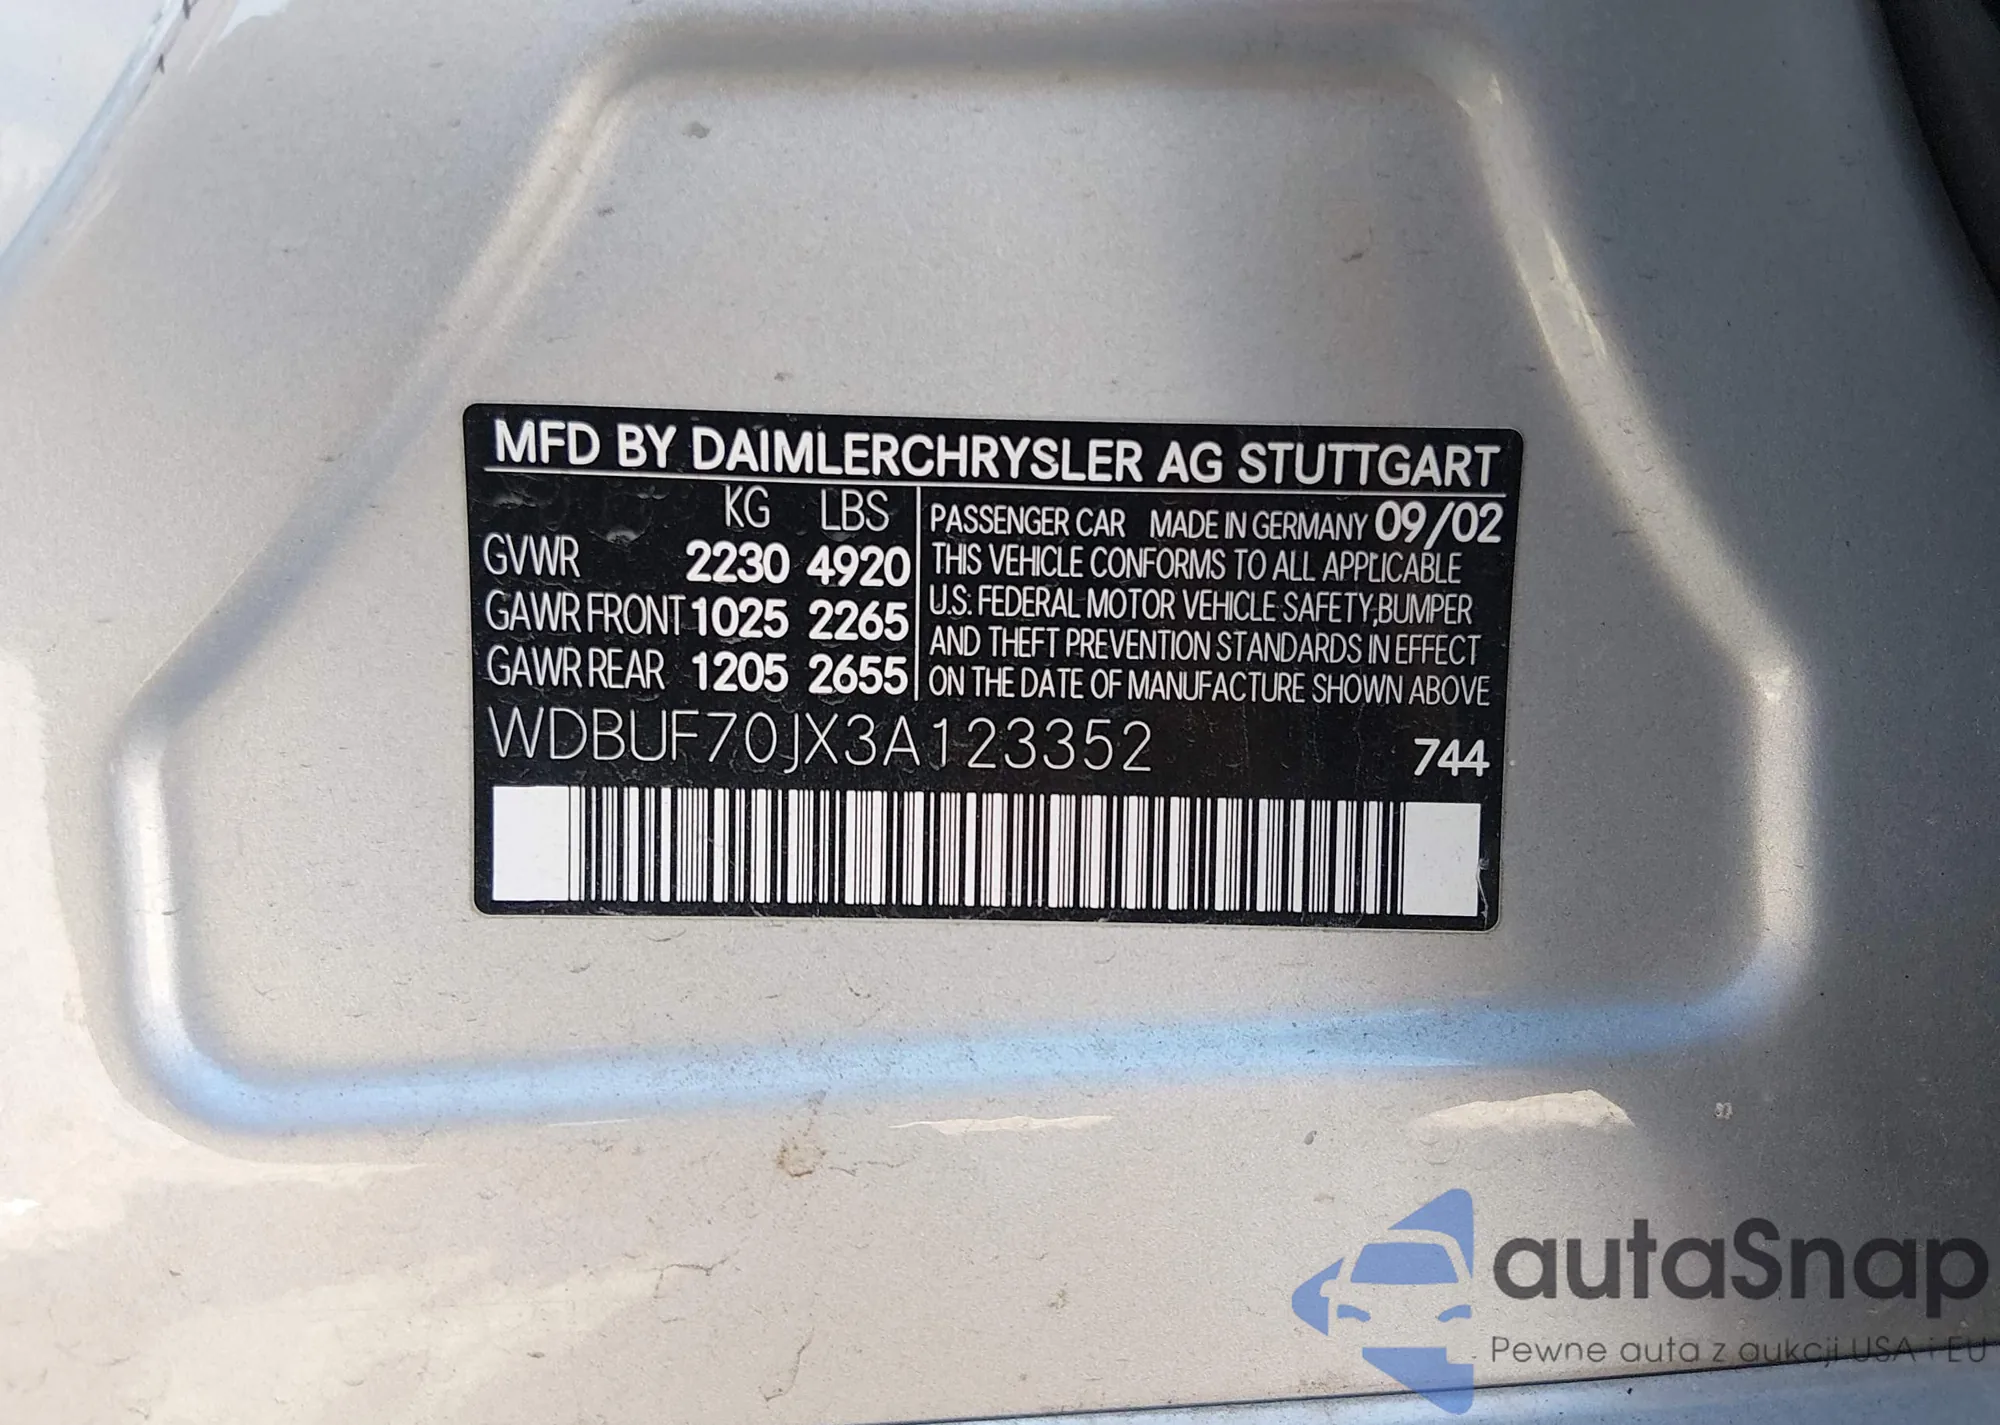 MFD BY DAIMLERCHRYSLER AG STUTTGART
KG LBS
GVWR 2230 4920
GAWR FRONT 1025 2265
GAWR REAR 1205 2655
PASSENGER CAR MADE IN GERMANY 09/02
THIS VEHICLE CONFORMS TO ALL APPLICABLE
U.S. FEDERAL MOTOR VEHICLE SAFETY,BUMPER
AND THEFT PREVENTION STANDARDS IN EFFECT
ON THE DATE OF MANUFACTURE SHOWN ABOVE
WDBUF70JX3A123352
744
autaSnap
Pewne auta z aukcji USA i EU